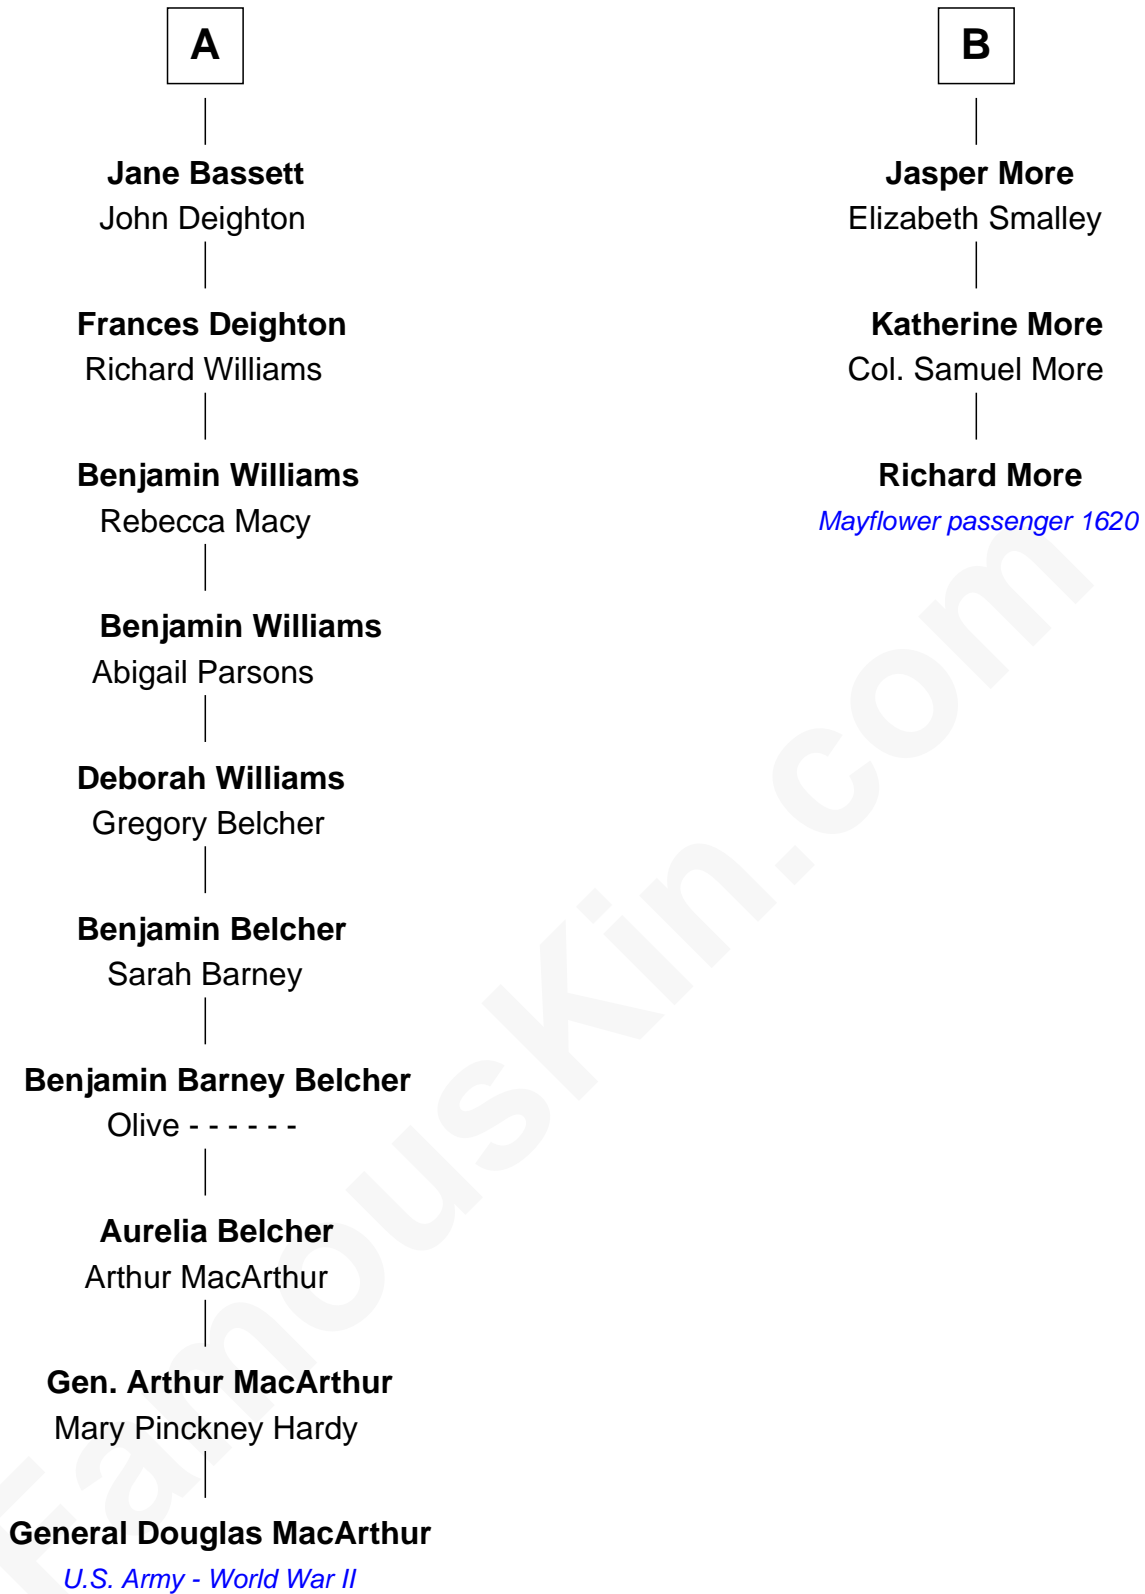 A
B
Jane Bassett
John Deighton
Jasper More
Elizabeth Smalley
Frances Deighton
Richard Williams
Katherine More
Col. Samuel More
Benjamin Williams
Rebecca Macy
Richard More
Mayflower passenger 1620
Benjamin Williams
Abigail Parsons
Deborah Williams
Gregory Belcher
Benjamin Belcher
Sarah Barney
Benjamin Barney Belcher
Olive - - - - - -
Aurelia Belcher
Arthur MacArthur
Gen. Arthur MacArthur
Mary Pinckney Hardy
General Douglas MacArthur
U.S. Army - World War II
FamousKin.com